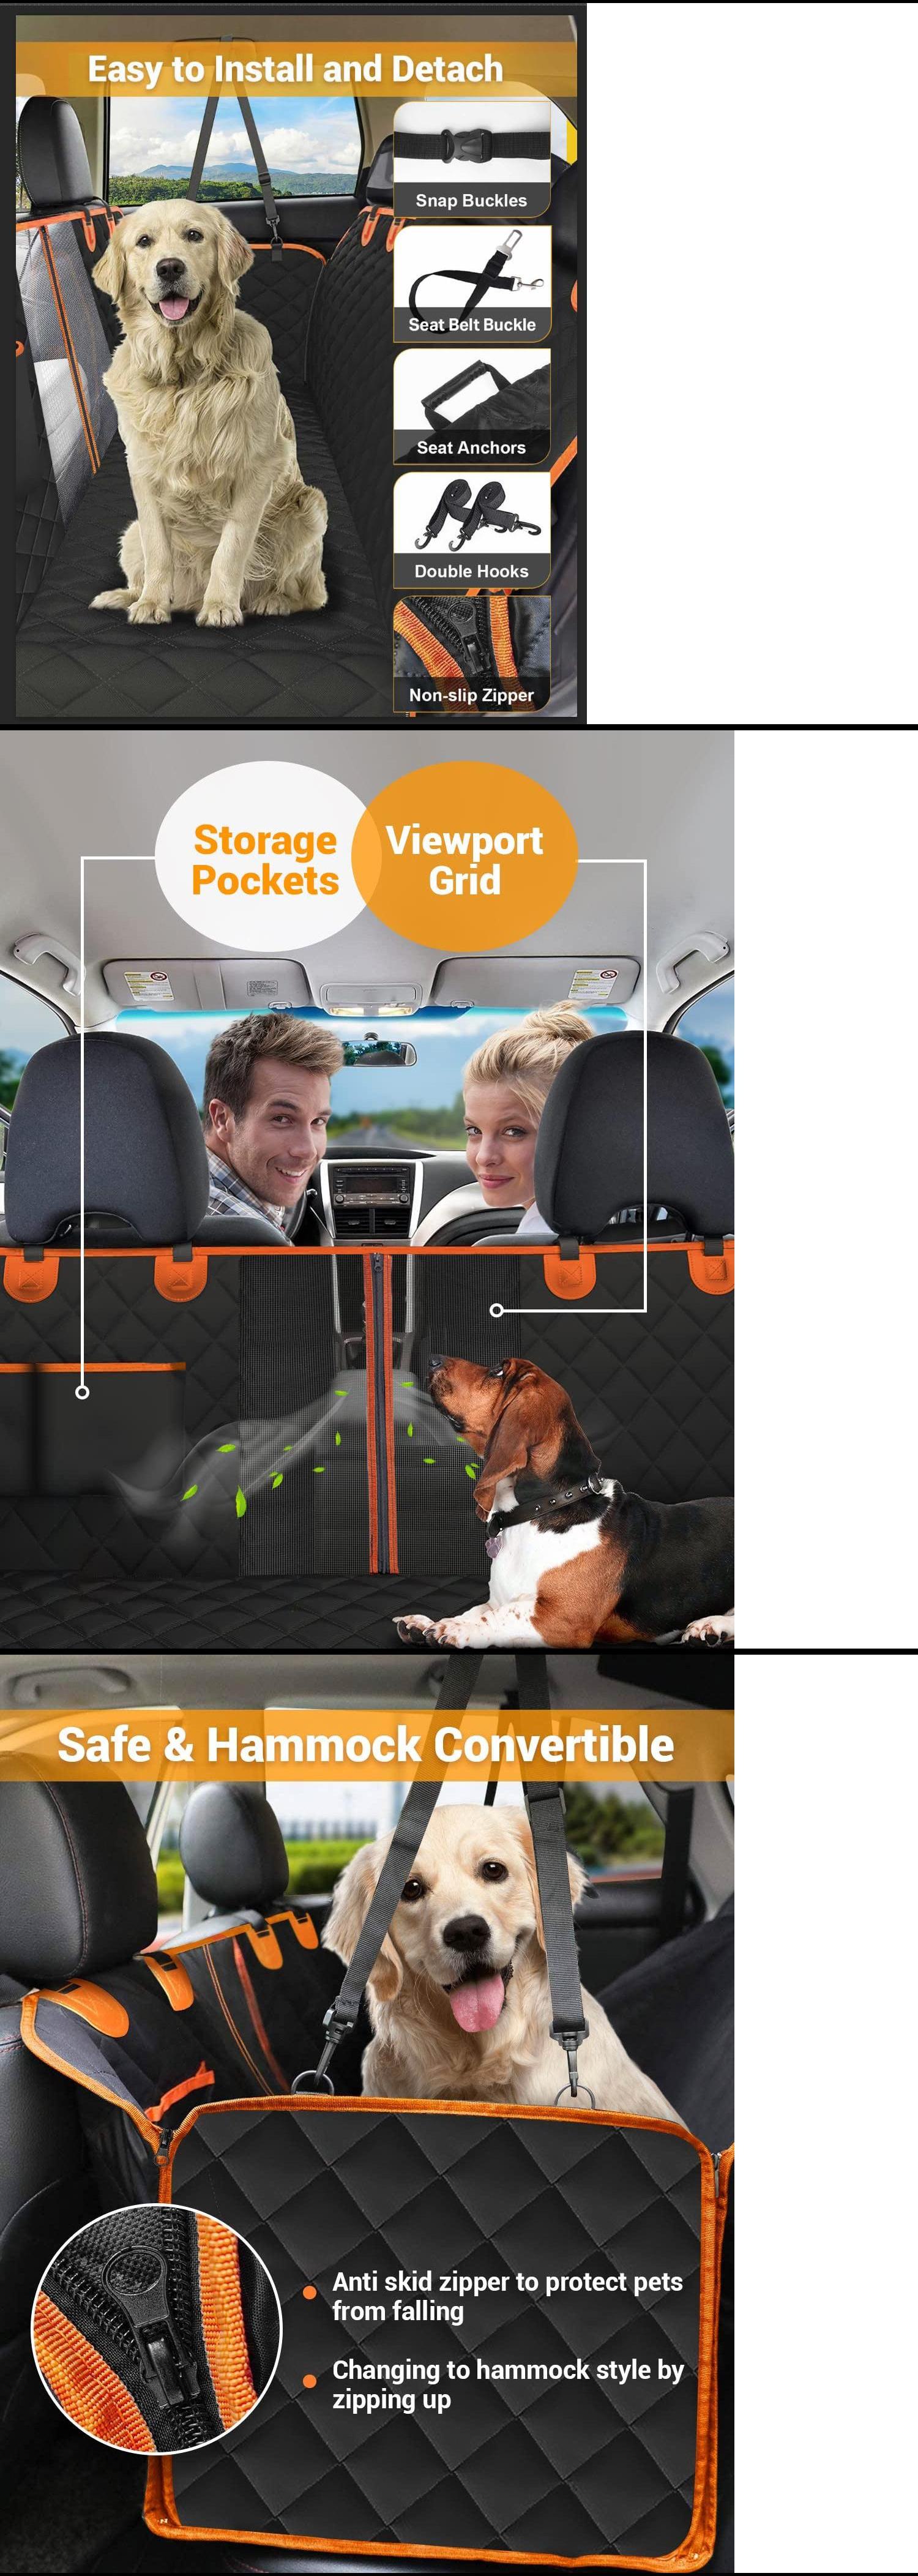 Easy to Install and Detach
Snap Buckles
Seat Belt Buckle
Seat Anchors
Double Hooks
Non-slip Zipper
Storage
Pockets
Viewport
Grid
Safe & Hammock Convertible
Anti skid zipper to protect pets
from falling
Changing to hammock style by
zipping up